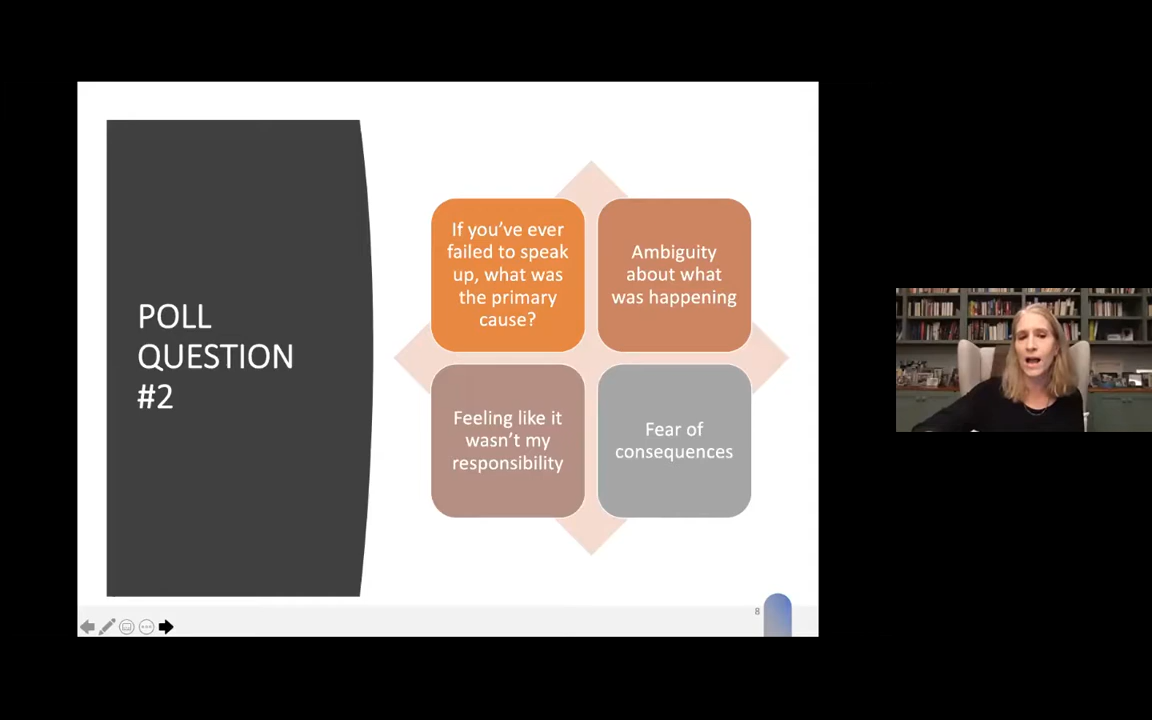 POLL
QUESTION
#2
If you’ve ever
failed to speak
up, what was
the primary
cause?
Ambiguity
about what
was happening
Feeling like it
wasn’t my
responsibility
Fear of
consequences
8